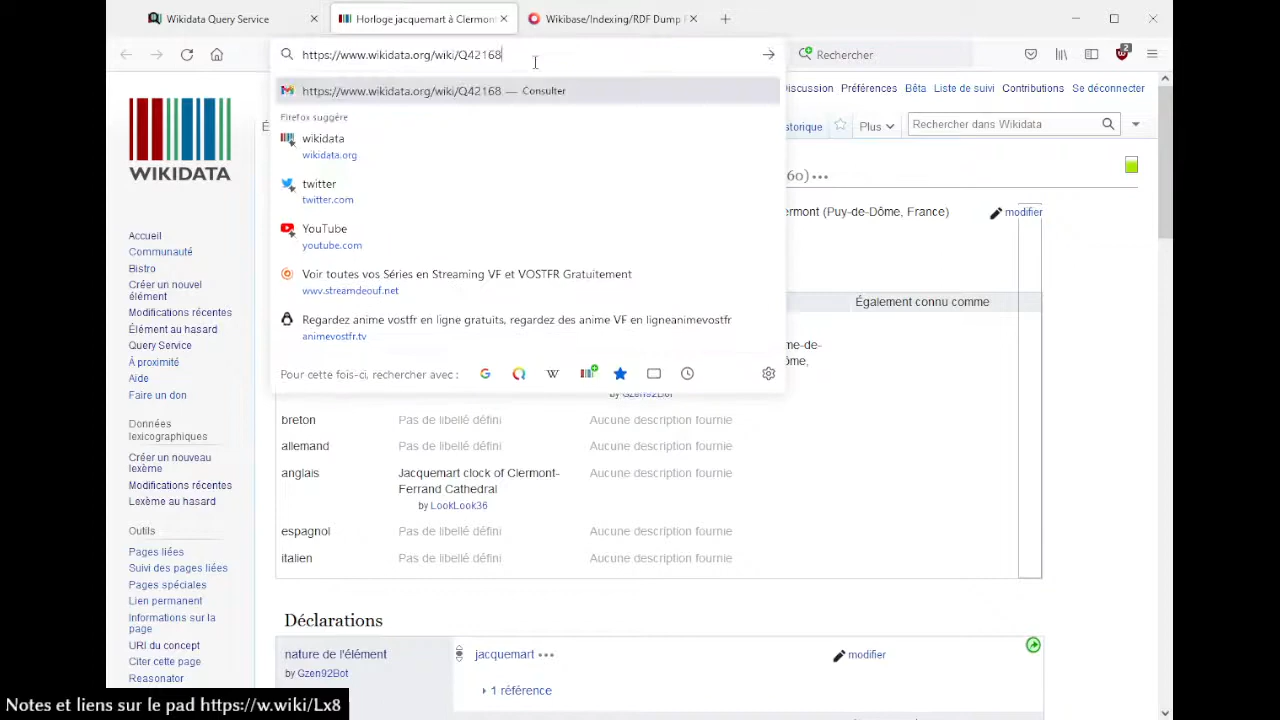 Wikidata Query Service
Horloge jacquemart à Clermont
Wikibase/Indexing/RDF Dump
https://www.wikidata.org/wiki/Q42168
Rechercher
2
https://www.wikidata.org/wiki/Q42168 — Consulter
Firefox suggère
wikidata
wikidata.org
twitter
twitter.com
YouTube
youtube.com
Voir toutes vos Séries en Streaming VF et VOSTFR Gratuitement
www.streamdeouf.net
Regardez anime vostfr en ligne gratuits, regardez des anime VF en ligneanimevostfr
animevostfr.tv
Pour cette fois-ci, rechercher avec :
iscussion Préférences Bêta Liste de suivi Contributions Se déconnecter
storique Plus Rechercher dans Wikidata
60)
rmont (Puy-de-Dôme, France) modifier
Également connu comme
me-de-
ôme,
by Gzen92Bot
breton Pas de libellé défini Aucune description fournie
allemand Pas de libellé défini Aucune description fournie
anglais Jacquemart clock of Clermont- Aucune description fournie
Ferrand Cathedral
by LookLook36
espagnol Pas de libellé défini Aucune description fournie
italien Pas de libellé défini Aucune description fournie
Déclarations
nature de l'élément jacquemart modifier
by Gzen92Bot
1 référence
WIKIDATA
Accueil
Communauté
Bistro
Créer un nouvel
élément
Modifications récentes
Élément au hasard
Query Service
À proximité
Aide
Faire un don
Données
lexicographiques
Créer un nouveau
lexème
Modifications récentes
Lexème au hasard
Outils
Pages liées
Suivi des pages liées
Pages spéciales
Lien permanent
Informations sur la
page
URI du concept
Citer cette page
Reasonator
Notes et liens sur le pad https://w.wiki/Lx8